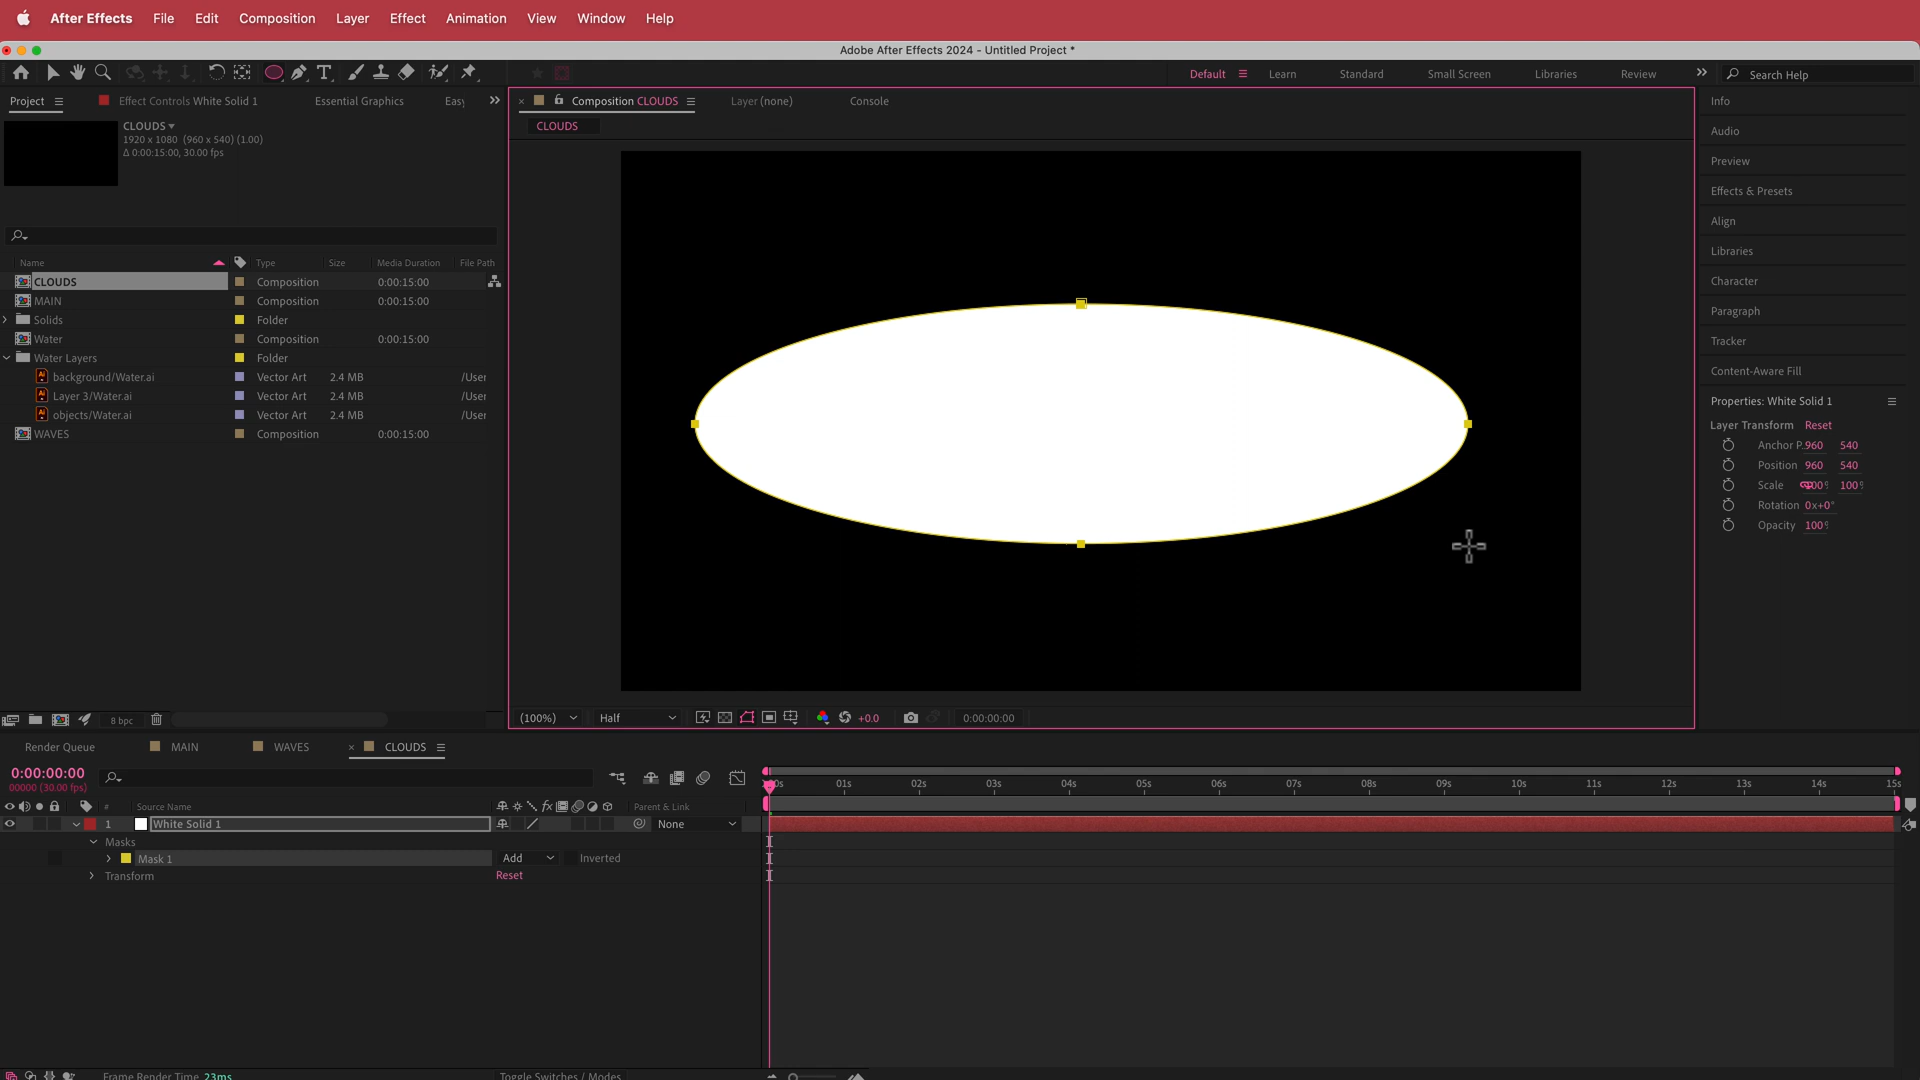 After Effects File Edit Composition Layer Effect Animation View Window Help
Adobe After Effects 2024 - Untitled Project *
Default Learn Standard Small Screen Libraries Review Search Help
Project Effect Controls White Solid 1 Essential Graphics Easy
Composition CLOUDS Layer (none) Console
CLOUDS
CLOUDS
1920 x 1080 (960 x 540) (1.00)
Δ 0:00:15:00, 30.00 fps
Name Type Size Media Duration File Path
CLOUDS Composition 0:00:15:00
MAIN Composition 0:00:15:00
Solids Folder
Water Composition 0:00:15:00
Water Layers Folder
background/Water.ai Vector Art 2.4 MB /User
Layer 3/Water.ai Vector Art 2.4 MB /User
objects/Water.ai Vector Art 2.4 MB /User
WAVES Composition 0:00:15:00
8 bpc
(100%) Half +0.0 0:00:00:00
Info
Audio
Preview
Effects & Presets
Align
Libraries
Character
Paragraph
Tracker
Content-Aware Fill
Properties: White Solid 1
Layer Transform Reset
Anchor P. 960 540
Position 960 540
Scale 100% 100%
Rotation 0x+0°
Opacity 100%
Render Queue MAIN WAVES CLOUDS
0:00:00:00
00000 (30.00 fps)
# Source Name Parent & Link
1 White Solid 1 None
Masks
Mask 1 Add Inverted
Transform Reset
01s 02s 03s 04s 05s 06s 07s 08s 09s 10s 11s 12s 13s 14s 15s
Frame Render Time 23ms Toggle Switches / Modes